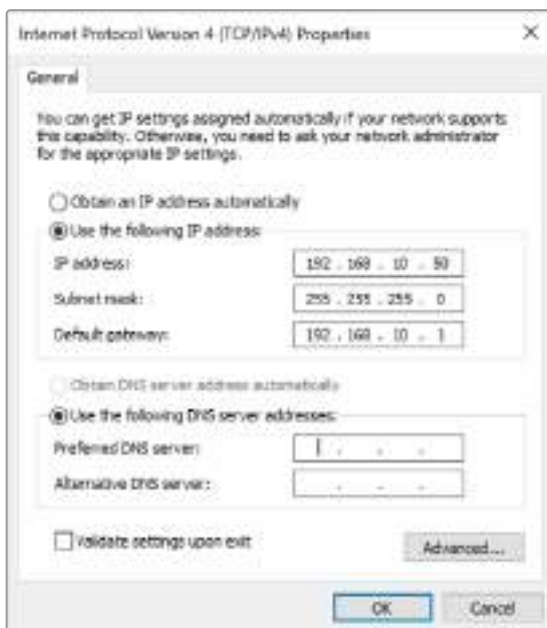 Internet Protocol Version 4 (TCP/IPv4) Properties
General
You can get IP settings assigned automatically if your network supports
this capability. Otherwise, you need to ask your network administrator
for the appropriate IP settings.
Obtain an IP address automatically
Use the following IP address:
IP address: 192 . 168 . 10 . 50
Subnet mask: 255 . 255 . 255 . 0
Default gateway: 192 . 168 . 10 . 1
Obtain DNS server address automatically
Use the following DNS server addresses:
Preferred DNS server: . . .
Alternative DNS server: . . .
Validate settings upon exit
Advanced...
OK Cancel